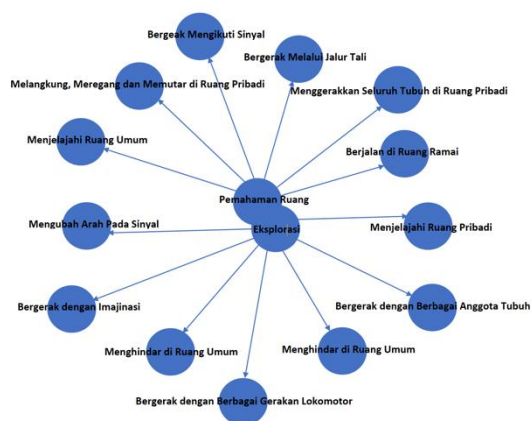 Bergeak Mengikuti Sinyal
Bergerak Melalui Jalur Tali
Melangkung, Meregang dan Memutar di Ruang Pribadi
Menggerakkan Seluruh Tubuh di Ruang Pribadi
Menjelajahi Ruang Umum
Berjalan di Ruang Ramai
Pemahaman Ruang
Mengubah Arah Pada Sinyal
Eksplorasi
Menjelajahi Ruang Pribadi
Bergerak dengan Imajinasi
Bergerak dengan Berbagai Anggota Tubuh
Menghindar di Ruang Umum
Menghindar di Ruang Umum
Bergerak dengan Berbagai Gerakan Lokomotor